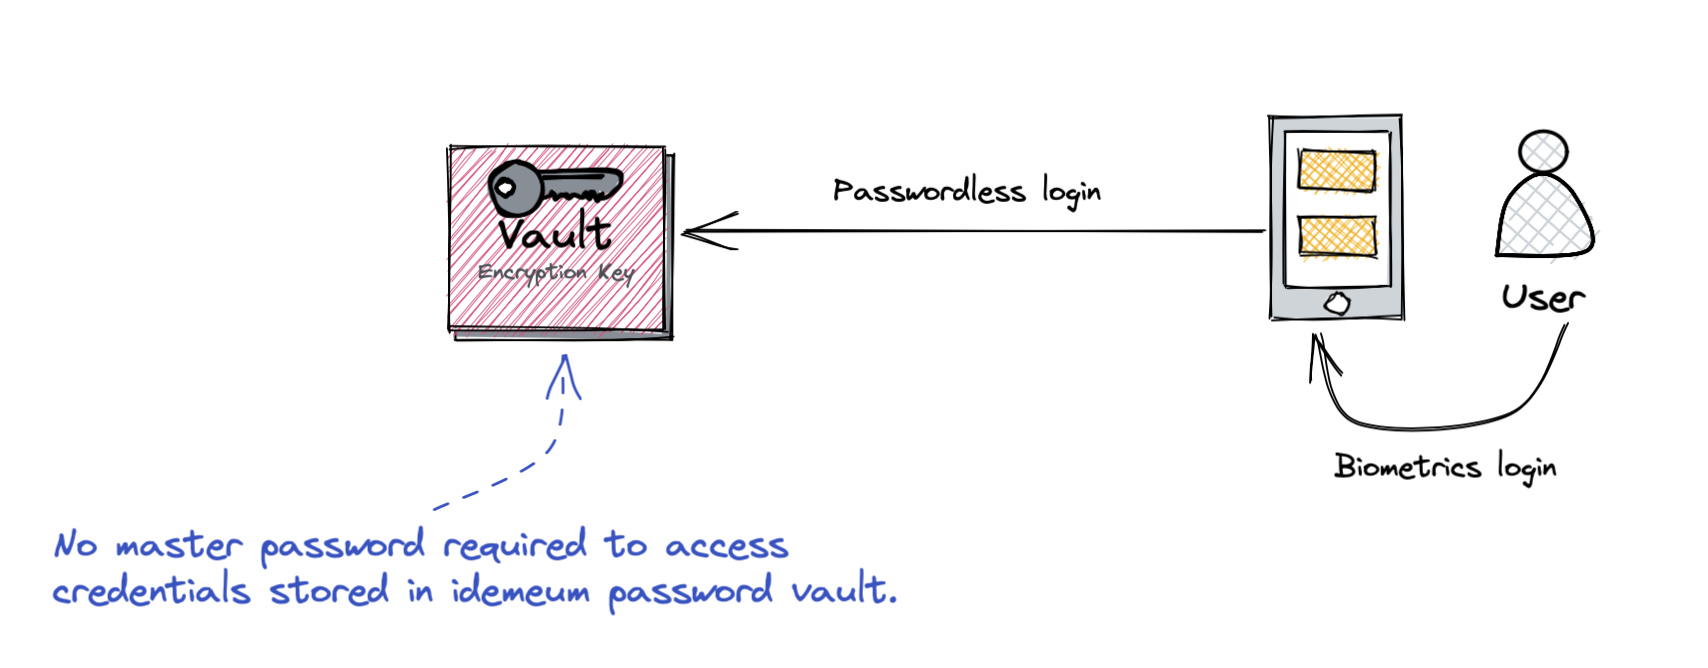 Passwordless login
Vault
Encryption Key
User
Biometrics login
No master password required to access
credentials stored in idemeum password vault.